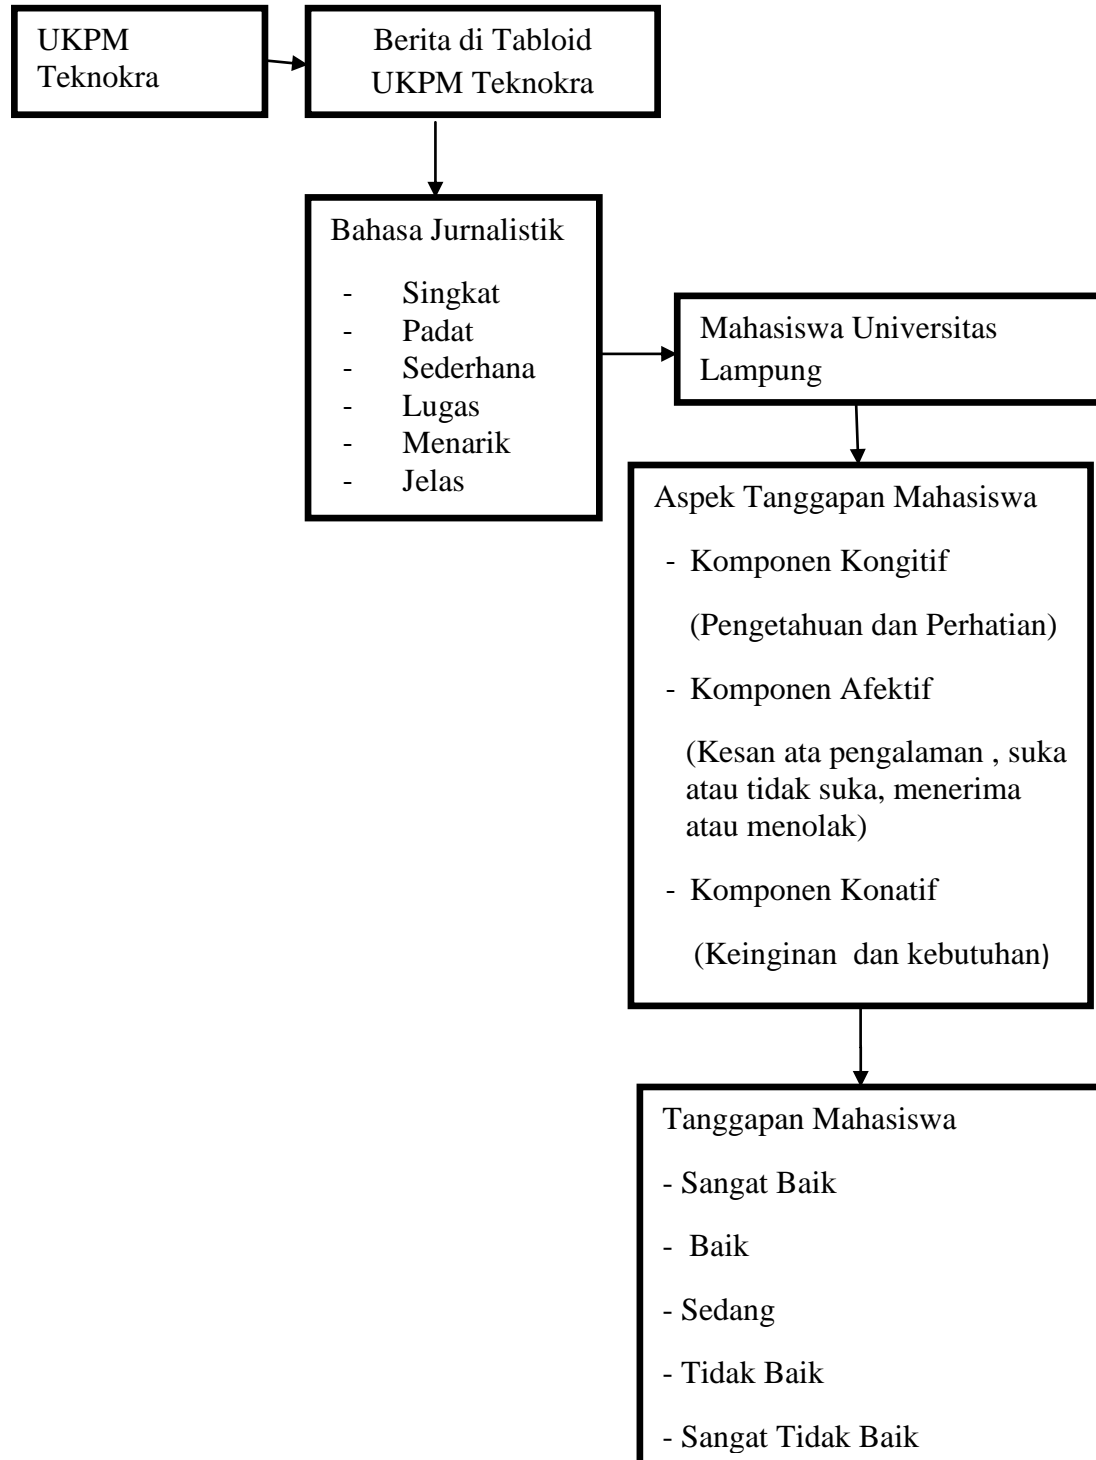 UKPM
Teknokra
Berita di Tabloid
UKPM Teknokra
Bahasa Jurnalistik
- Singkat
- Padat
- Sederhana
- Lugas
- Menarik
- Jelas
Mahasiswa Universitas
Lampung
Aspek Tanggapan Mahasiswa
- Komponen Kongitif
(Pengetahuan dan Perhatian)
- Komponen Afektif
(Kesan ata pengalaman , suka
atau tidak suka, menerima
atau menolak)
- Komponen Konatif
(Keinginan dan kebutuhan)
Tanggapan Mahasiswa
- Sangat Baik
- Baik
- Sedang
- Tidak Baik
- Sangat Tidak Baik